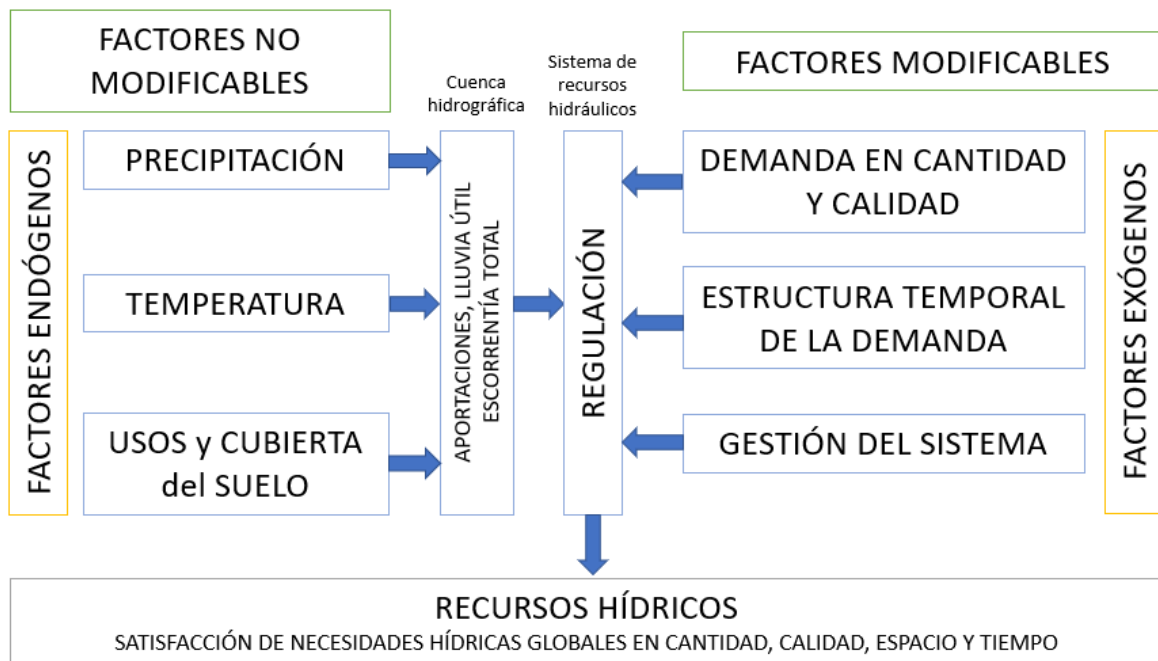 FACTORES NO
MODIFICABLES
Cuenca
hidrográfica
Sistema de
recursos
hidráulicos
FACTORES MODIFICABLES
FACTORES ENDÓGENOS
PRECIPITACIÓN
TEMPERATURA
USOS y CUBIERTA
del SUELO
APORTACIONES, LLUVIA ÚTIL
ESCORRENTÍA TOTAL
REGULACIÓN
DEMANDA EN CANTIDAD
Y CALIDAD
ESTRUCTURA TEMPORAL
DE LA DEMANDA
GESTIÓN DEL SISTEMA
FACTORES EXÓGENOS
RECURSOS HÍDRICOS
SATISFACCIÓN DE NECESIDADES HÍDRICAS GLOBALES EN CANTIDAD, CALIDAD, ESPACIO Y TIEMPO